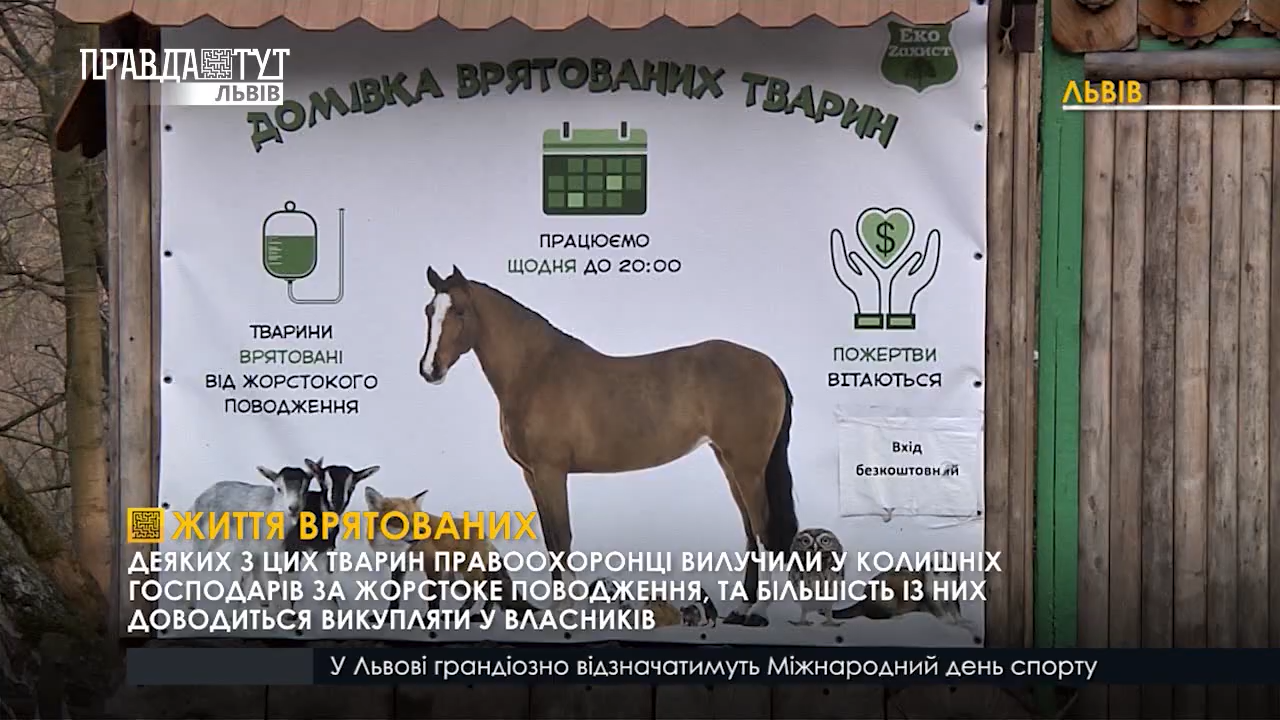 ПРАВДА ТУТ
ЛЬВІВ
ЛЬВІВ
Еко
Zахист
ДОМІВКА ВРЯТОВАНИХ ТВАРИН
ПРАЦЮЄМО
ЩОДНЯ ДО 20:00
ТВАРИНИ
ВРЯТОВАНІ
ВІД ЖОРСТОКОГО
ПОВОДЖЕННЯ
$
ПОЖЕРТВИ
ВІТАЮТЬСЯ
Вхід
безкоштовний
ЖИТТЯ ВРЯТОВАНИХ
ДЕЯКИХ З ЦИХ ТВАРИН ПРАВООХОРОНЦІ ВИЛУЧИЛИ У КОЛИШНІХ
ГОСПОДАРІВ ЗА ЖОРСТОКЕ ПОВОДЖЕННЯ, ТА БІЛЬШІСТЬ ІЗ НИХ
ДОВОДИТЬСЯ ВИКУПЛЯТИ У ВЛАСНИКІВ
У Львові грандіозно відзначатимуть Міжнародний день спорту